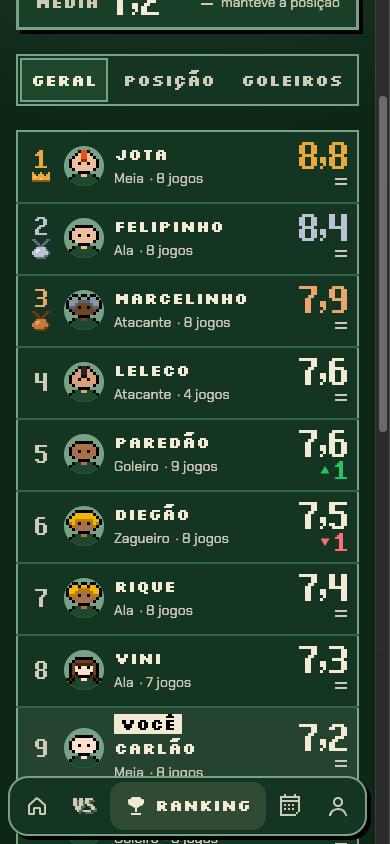 MÉDIA 7,2 = manteve a posição
GERAL POSIÇÃO GOLEIROS
1 JOTA 8,8
Meia · 8 jogos =
2 FELIPINHO 8,4
Ala · 8 jogos =
3 MARCELINHO 7,9
Atacante · 8 jogos =
4 LELECO 7,6
Atacante · 4 jogos =
5 PAREDÃO 7,6
Goleiro · 9 jogos ▲1
6 DIEGÃO 7,5
Zagueiro · 8 jogos ▼1
7 RIQUE 7,4
Ala · 8 jogos =
8 VINI 7,3
Ala · 7 jogos =
VOCÊ
9 CARLÃO 7,2
Meia · 8 jogos =
VS RANKING